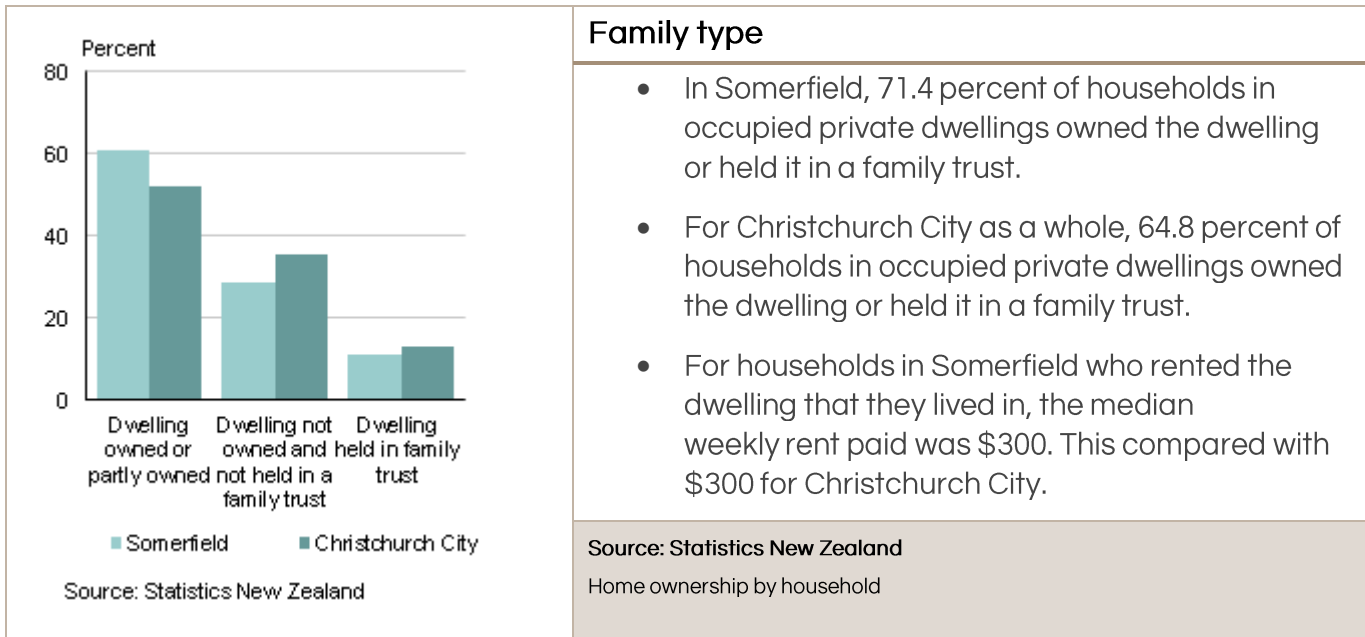 Percent
80
60
40
20
0
Dwelling owned or partly owned
Dwelling not owned and not held in a family trust
Dwelling held in family trust
Somerfield
Christchurch City
Source: Statistics New Zealand
Family type
• In Somerfield, 71.4 percent of households in
occupied private dwellings owned the dwelling
or held it in a family trust.
• For Christchurch City as a whole, 64.8 percent of
households in occupied private dwellings owned
the dwelling or held it in a family trust.
• For households in Somerfield who rented the
dwelling that they lived in, the median
weekly rent paid was $300. This compared with
$300 for Christchurch City.
Source: Statistics New Zealand
Home ownership by household